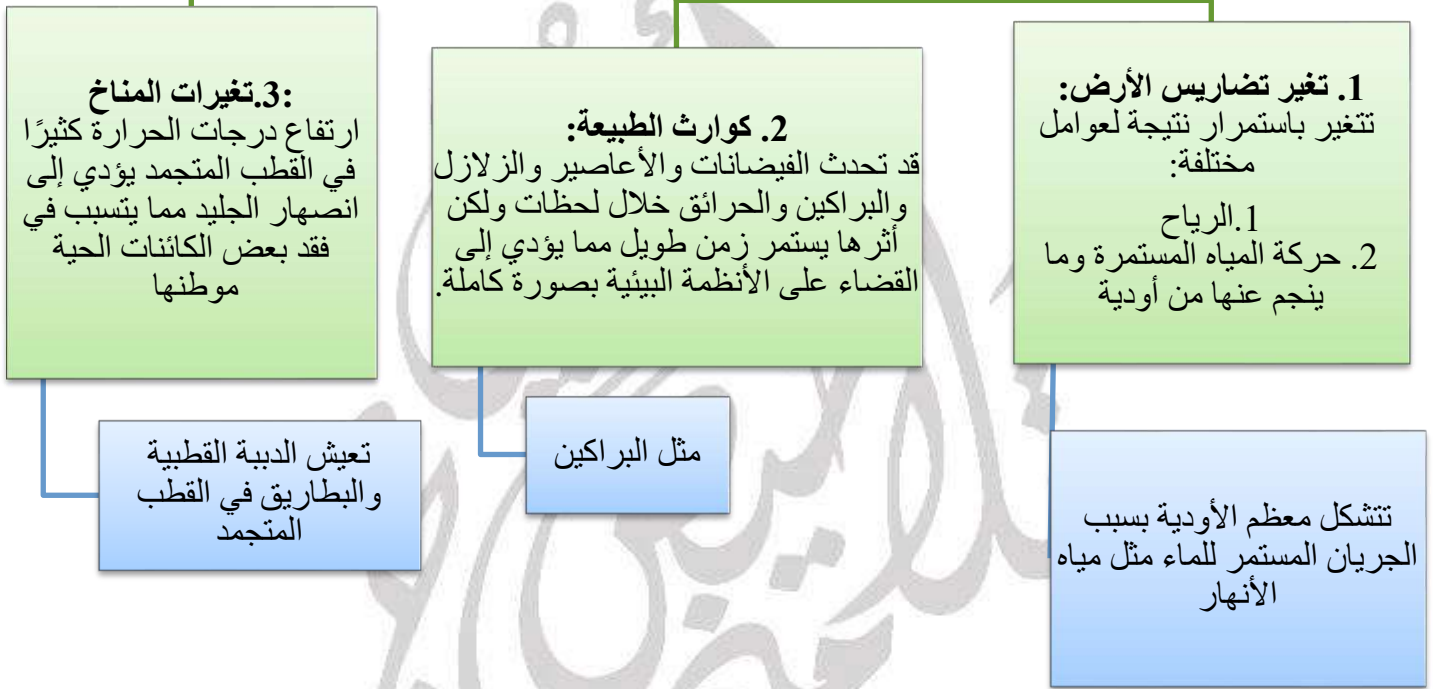 1. تغير تضاريس الأرض:
تتغير باستمرار نتيجة لعوامل
مختلفة:
1.الرياح
2. حركة المياه المستمرة وما
ينجم عنها من أودية
تتشكل معظم الأودية بسبب
الجريان المستمر للماء مثل مياه
الأنهار
2. كوارث الطبيعة:
قد تحدث الفيضانات والأعاصير والزلازل
والبراكين والحرائق خلال لحظات ولكن
أثرها يستمر زمن طويل مما يؤدي إلى
القضاء على الأنظمة البيئية بصورة كاملة.
مثل البراكين
3.تغيرات المناخ:
ارتفاع درجات الحرارة كثيرًا
في القطب المتجمد يؤدي إلى
انصهار الجليد مما يتسبب في
فقد بعض الكائنات الحية
موطنها
تعيش الدببة القطبية
والبطاريق في القطب
المتجمد